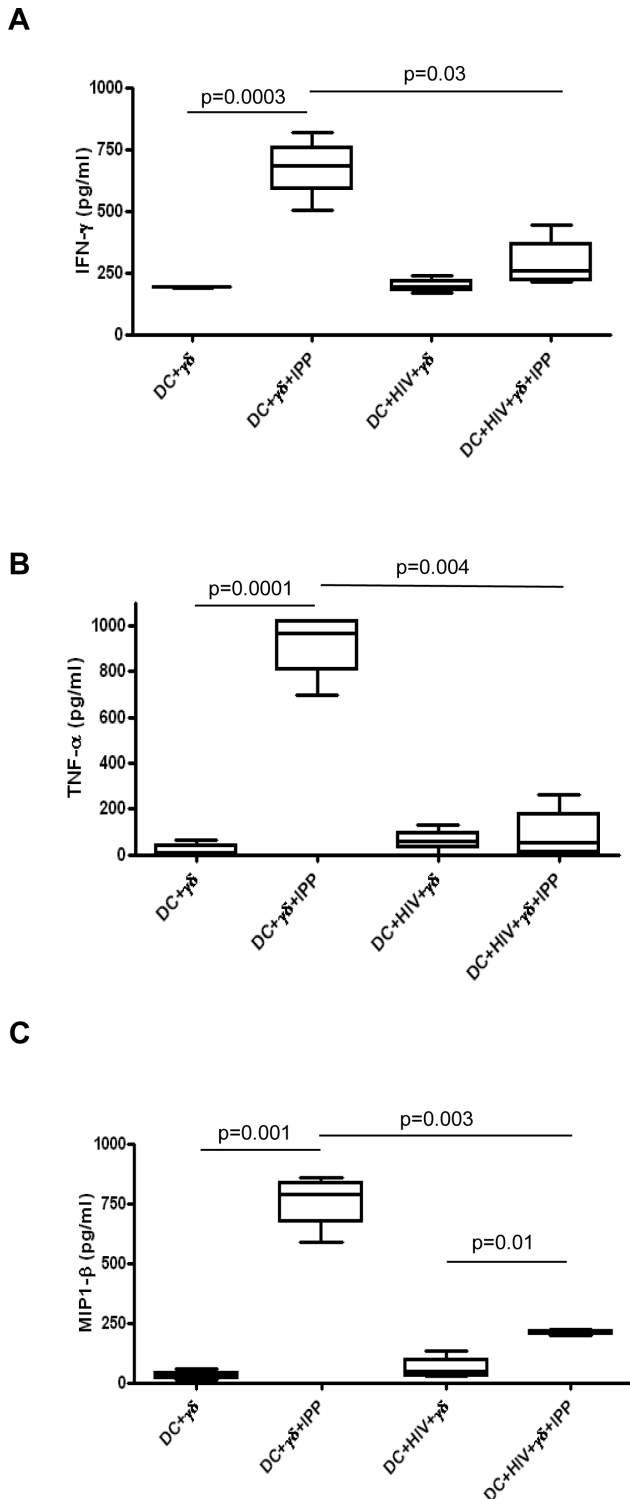 A
p=0.03
p=0.0003
IFN-γ (pg/ml)
1000
750
500
250
0
DC+γδ
DC+γδ+IPP
DC+HIV+γδ
DC+HIV+γδ+IPP
B
p=0.004
p=0.0001
TNF-α (pg/ml)
1000
800
600
400
200
0
DC+γδ
DC+γδ+IPP
DC+HIV+γδ
DC+HIV+γδ+IPP
C
p=0.003
p=0.001
p=0.01
MIP1-β (pg/ml)
1000
750
500
250
0
DC+γδ
DC+γδ+IPP
DC+HIV+γδ
DC+HIV+γδ+IPP